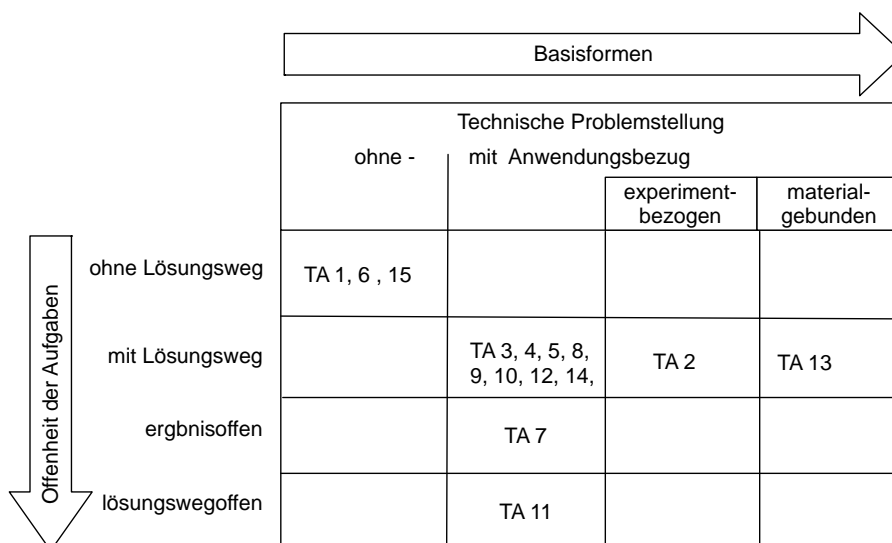 Basisformen
Technische Problemstellung
ohne - mit Anwendungsbezug
experiment-
bezogen
material-
gebunden
Offenheit der Aufgaben
ohne Lösungsweg
TA 1, 6 , 15
mit Lösungsweg
TA 3, 4, 5, 8,
9, 10, 12, 14,
TA 2
TA 13
ergbnisoffen
TA 7
lösungswegoffen
TA 11